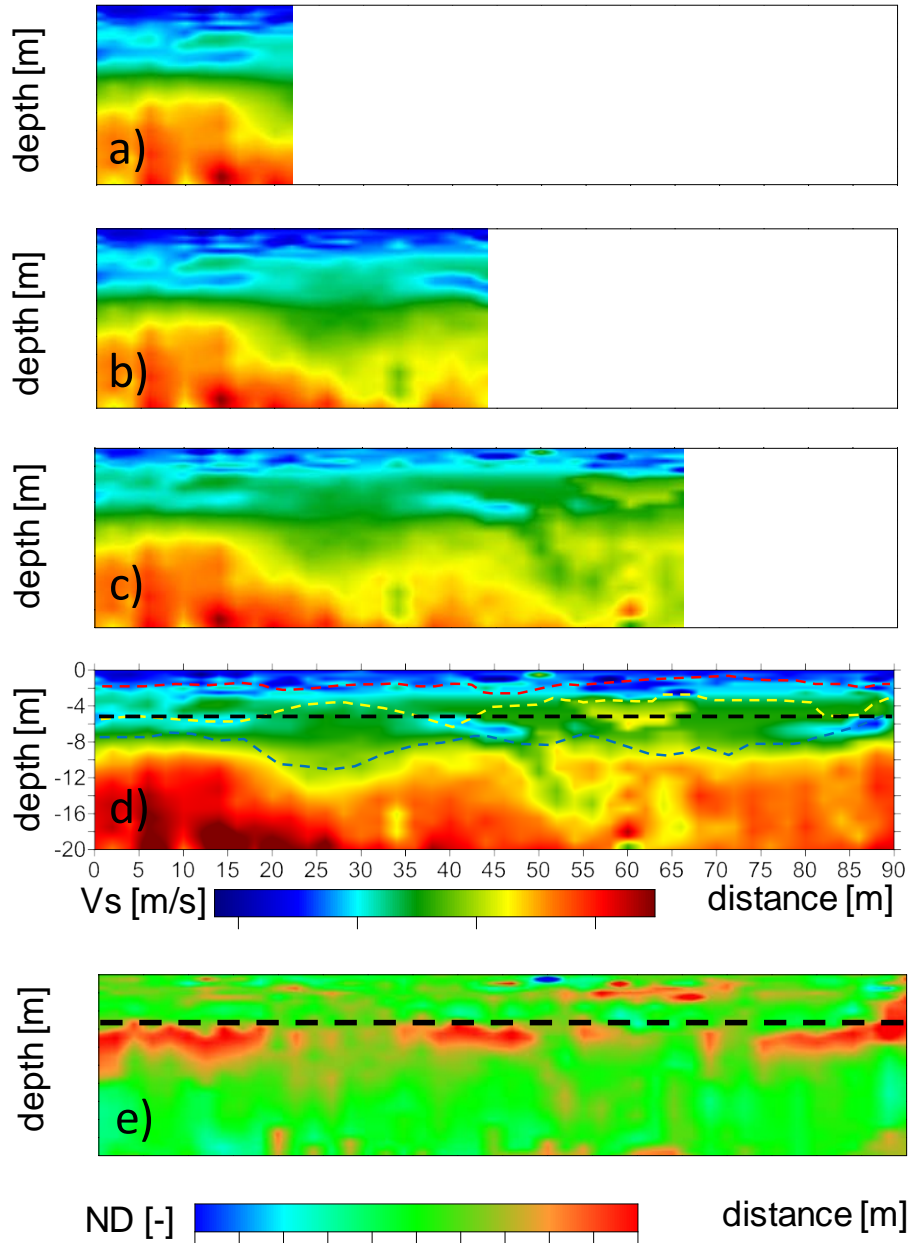 depth [m]
a)
depth [m]
b)
depth [m]
c)
0
-4
-8
-12
-16
-20
depth [m]
d)
0 5 10 15 20 25 30 35 40 45 50 55 60 65 70 75 80 85 90
Vs [m/s]
distance [m]
depth [m]
e)
ND [-]
distance [m]